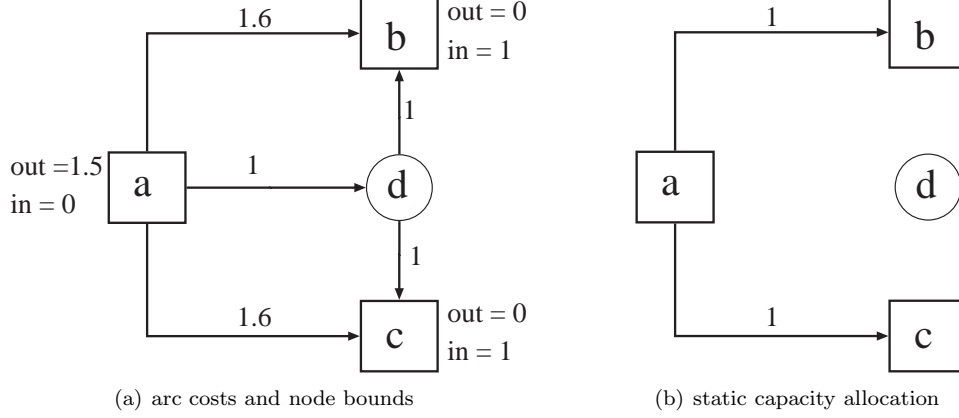 1.6
b
out = 0
in = 1
1
out =1.5
in = 0
a
1
d
1
1.6
c
out = 0
in = 1
(a) arc costs and node bounds
1
b
a
d
1
c
(b) static capacity allocation